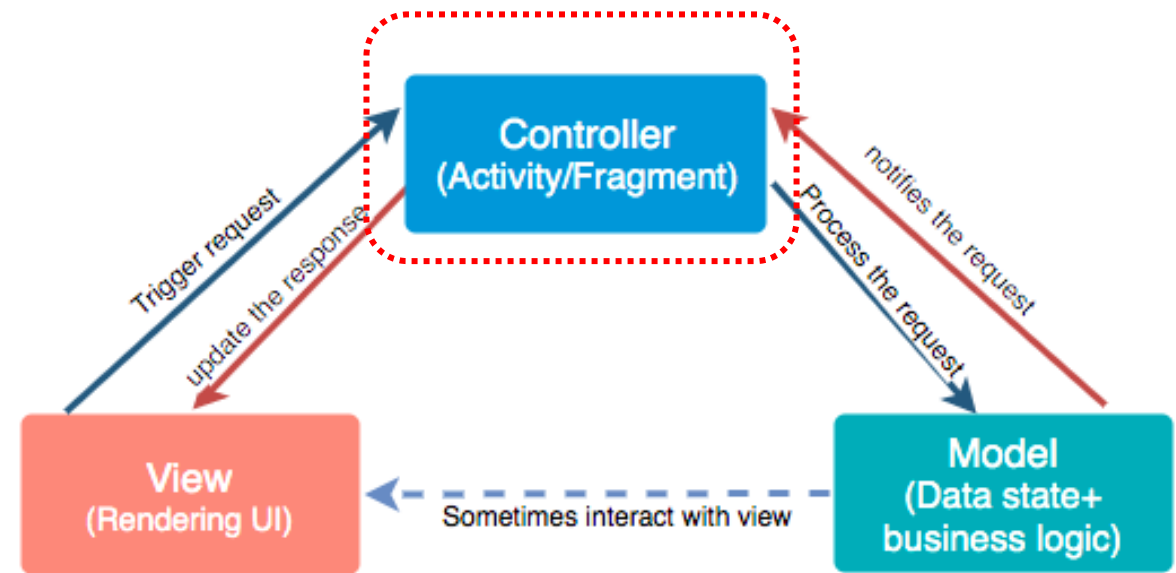 Controller
(Activity/Fragment)
Trigger request
update the response
Process the request
notifies the request
View
(Rendering UI)
Sometimes interact with view
Model
(Data state+
business logic)